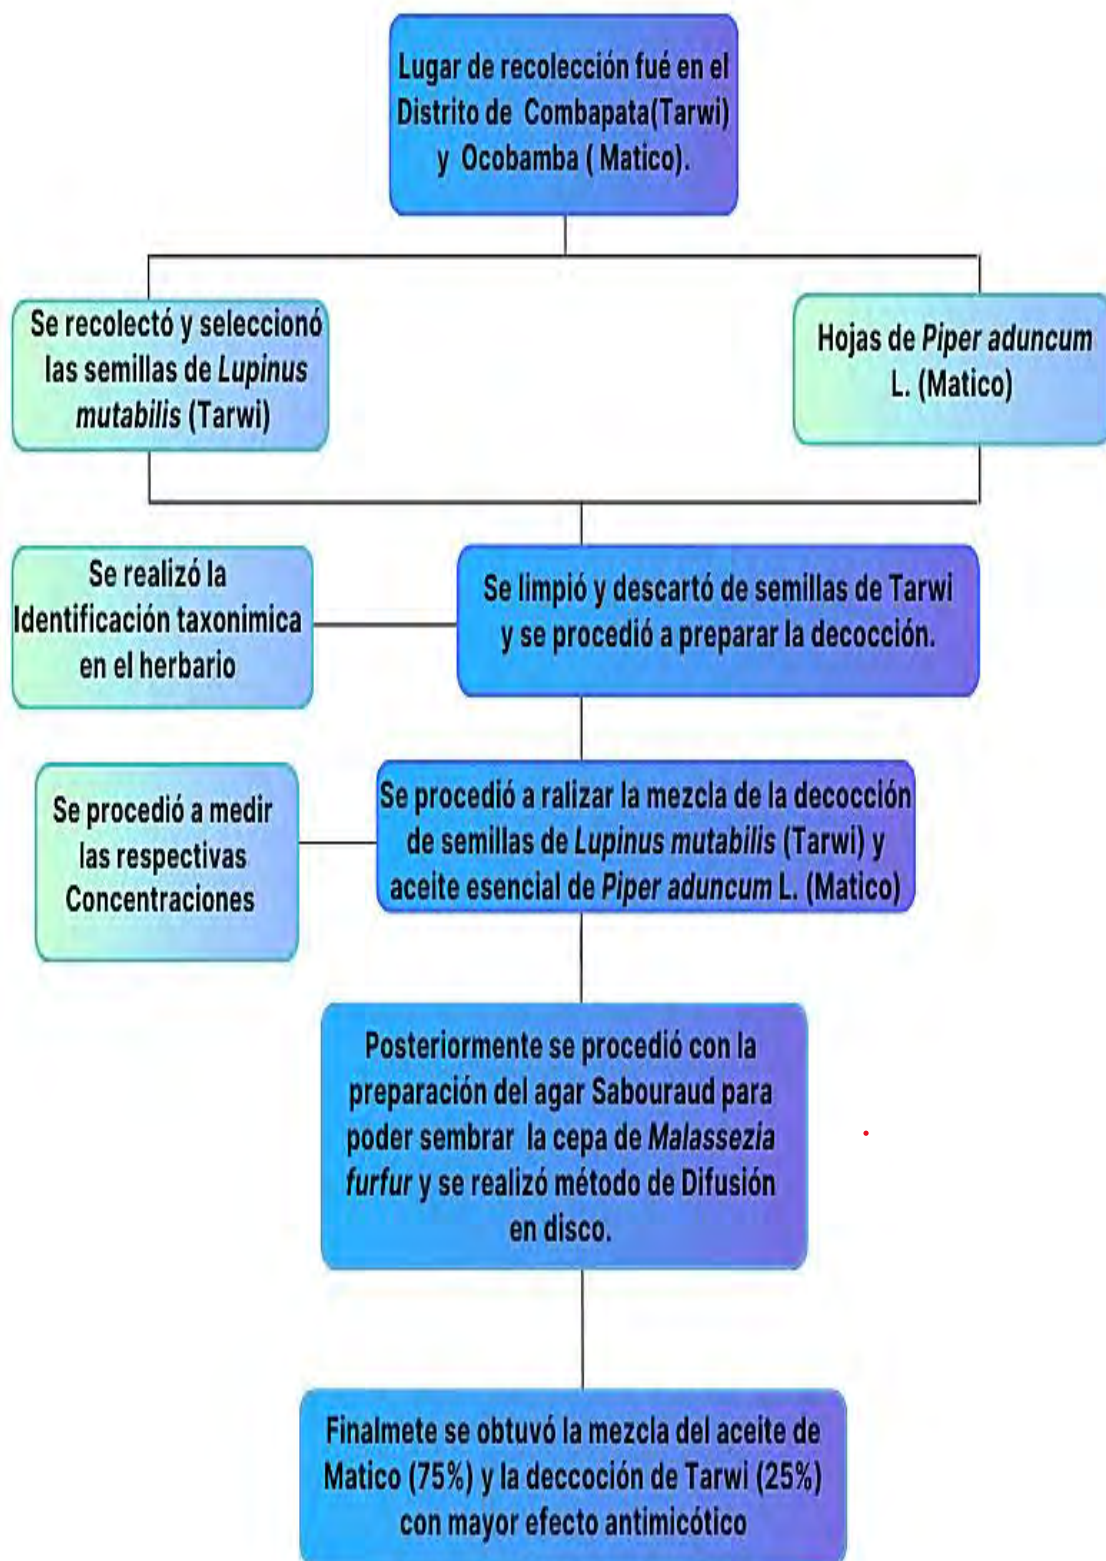 Lugar de recolección fué en el
Distrito de Combapata(Tarwi)
y Ocobamba ( Matico).
Se recolectó y seleccionó
las semillas de Lupinus
mutabilis (Tarwi)
Hojas de Piper aduncum
L. (Matico)
Se realizó la
Identificación taxonimica
en el herbario
Se limpió y descartó de semillas de Tarwi
y se procedió a preparar la decocción.
Se procedió a medir
las respectivas
Concentraciones
Se procedió a ralizar la mezcla de la decocción
de semillas de Lupinus mutabilis (Tarwi) y
aceite esencial de Piper aduncum L. (Matico)
Posteriormente se procedió con la
preparación del agar Sabouraud para
poder sembrar la cepa de Malassezia
furfur y se realizó método de Difusión
en disco.
Finalmete se obtuvó la mezcla del aceite de
Matico (75%) y la deccoción de Tarwi (25%)
con mayor efecto antimicótico